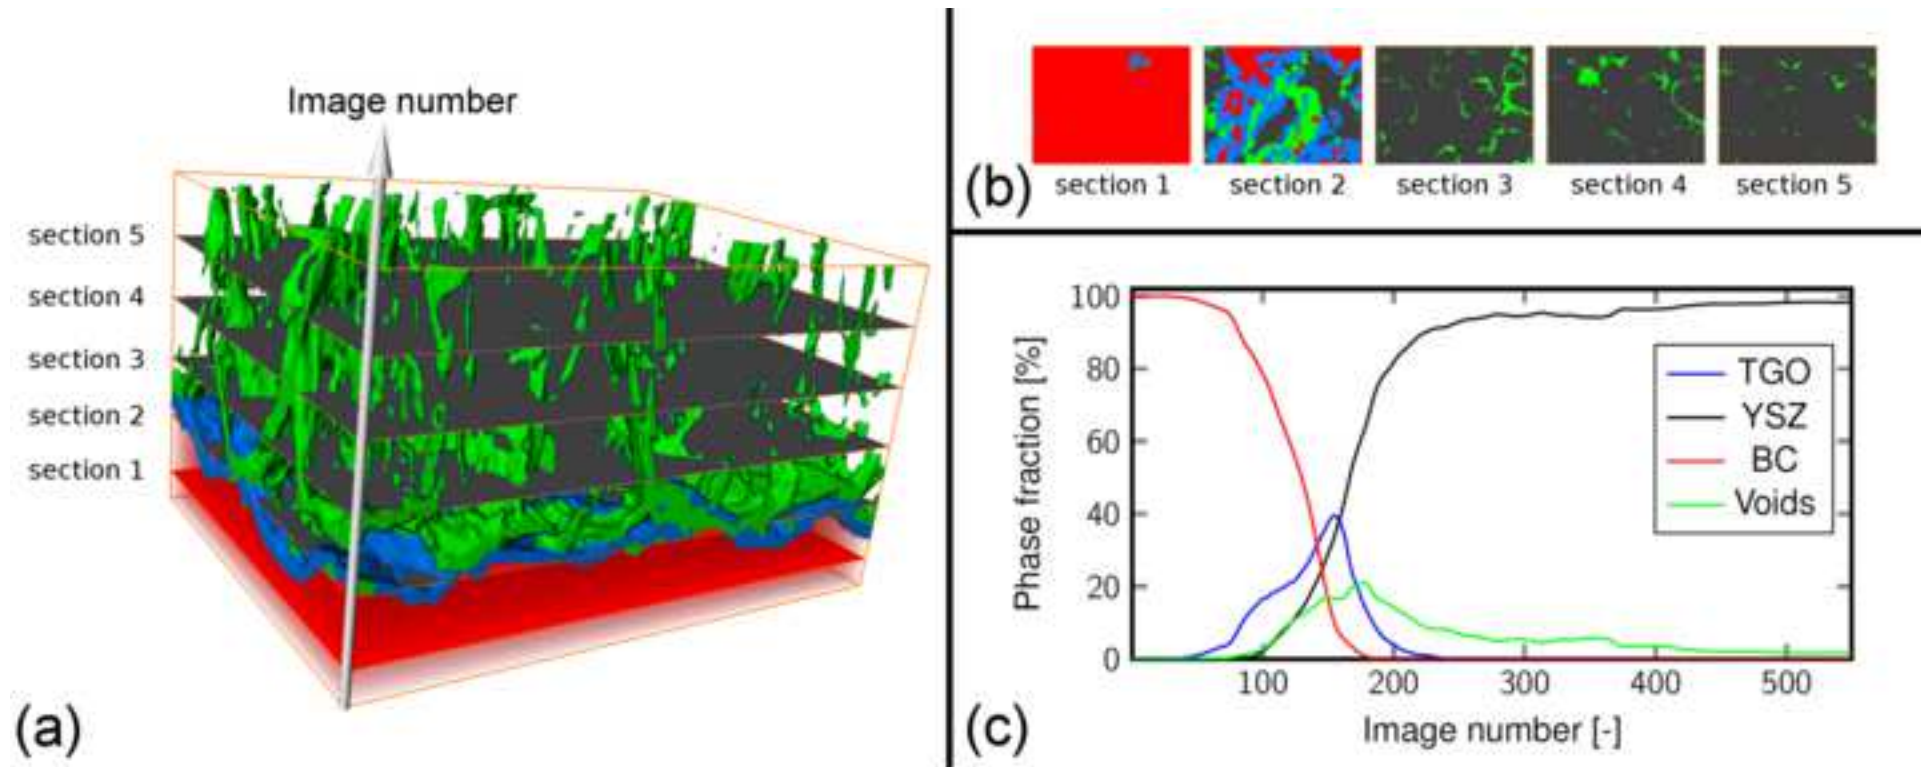 Image number
section 5
section 4
section 3
section 2
section 1
(a)
(b)
section 1 section 2 section 3 section 4 section 5
100
80
60
40
20
0
Phase fraction [%]
TGO
YSZ
BC
Voids
100 200 300 400 500
Image number [-]
(c)